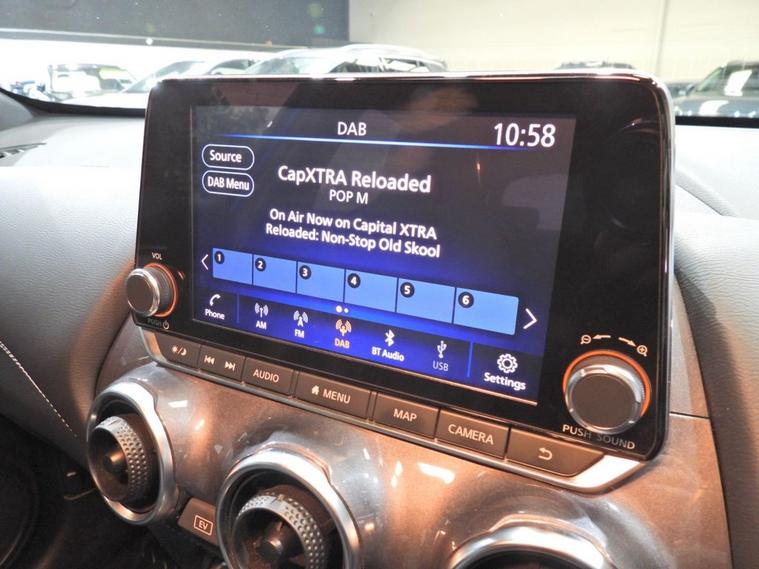 DAB
10:58
Source
DAB Menu
CapXTRA Reloaded
POP M
On Air Now on Capital XTRA
Reloaded: Non-Stop Old Skool
1 2 3 4 5 6
Phone
AM
FM
DAB
BT Audio
USB
Settings
VOL
PUSH
AUDIO
MENU
MAP
CAMERA
PUSH SOUND
EV